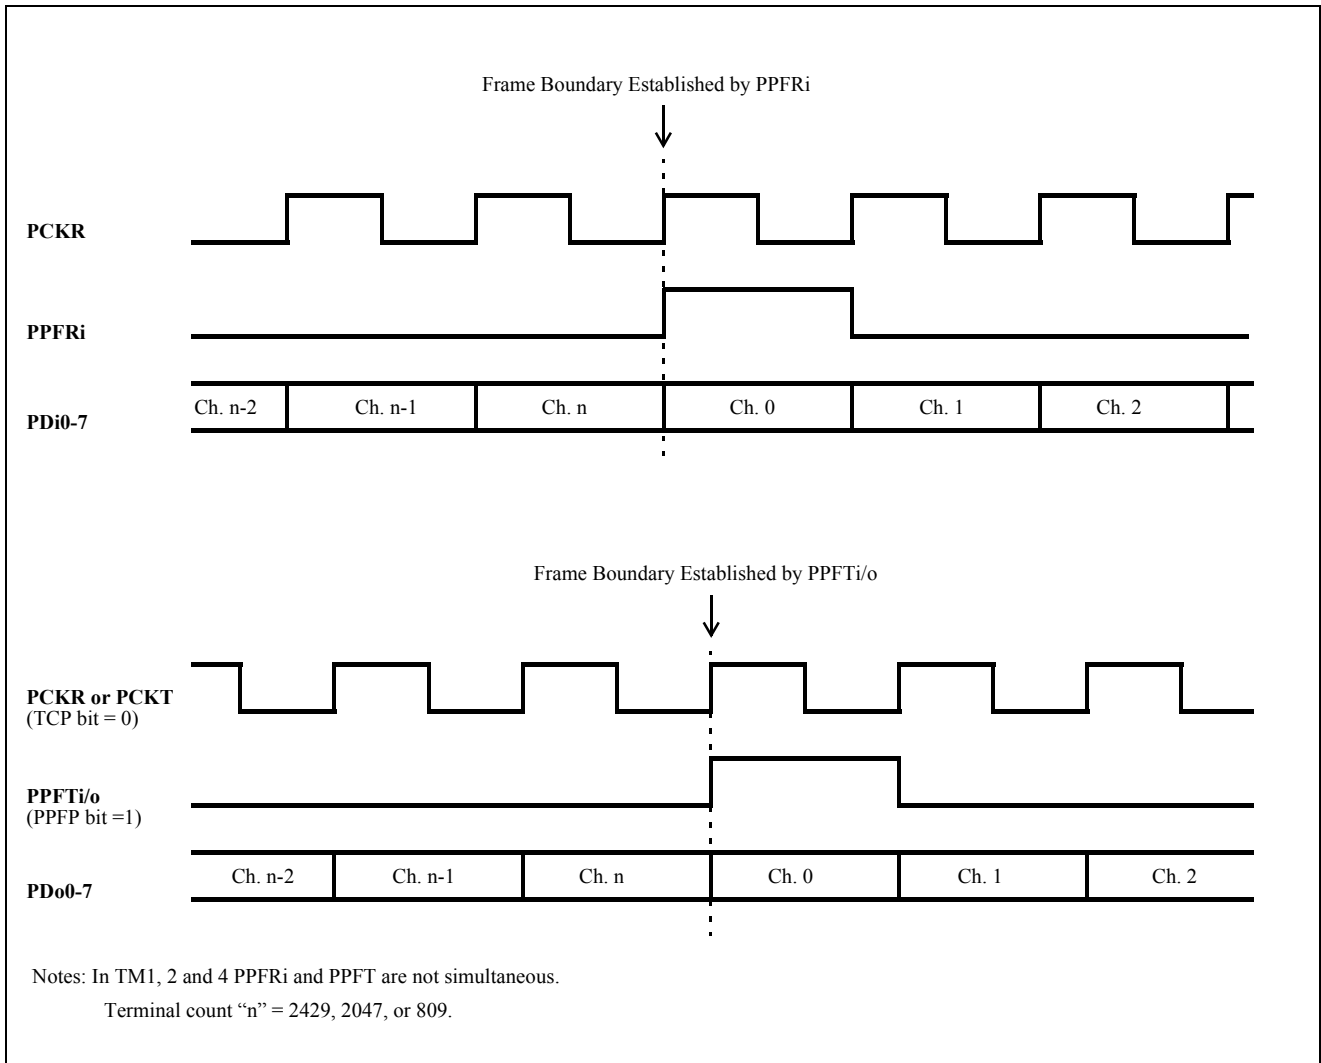 Frame Boundary Established by PPFRi
PCKR
PPFRi
PDi0-7
Ch. n-2 Ch. n-1 Ch. n Ch. 0 Ch. 1 Ch. 2
Frame Boundary Established by PPFTi/o
PCKR or PCKT
(TCP bit = 0)
PPFTi/o
(PPFP bit =1)
PDo0-7
Ch. n-2 Ch. n-1 Ch. n Ch. 0 Ch. 1 Ch. 2
Notes: In TM1, 2 and 4 PPFRi and PPFT are not simultaneous.
Terminal count “n” = 2429, 2047, or 809.